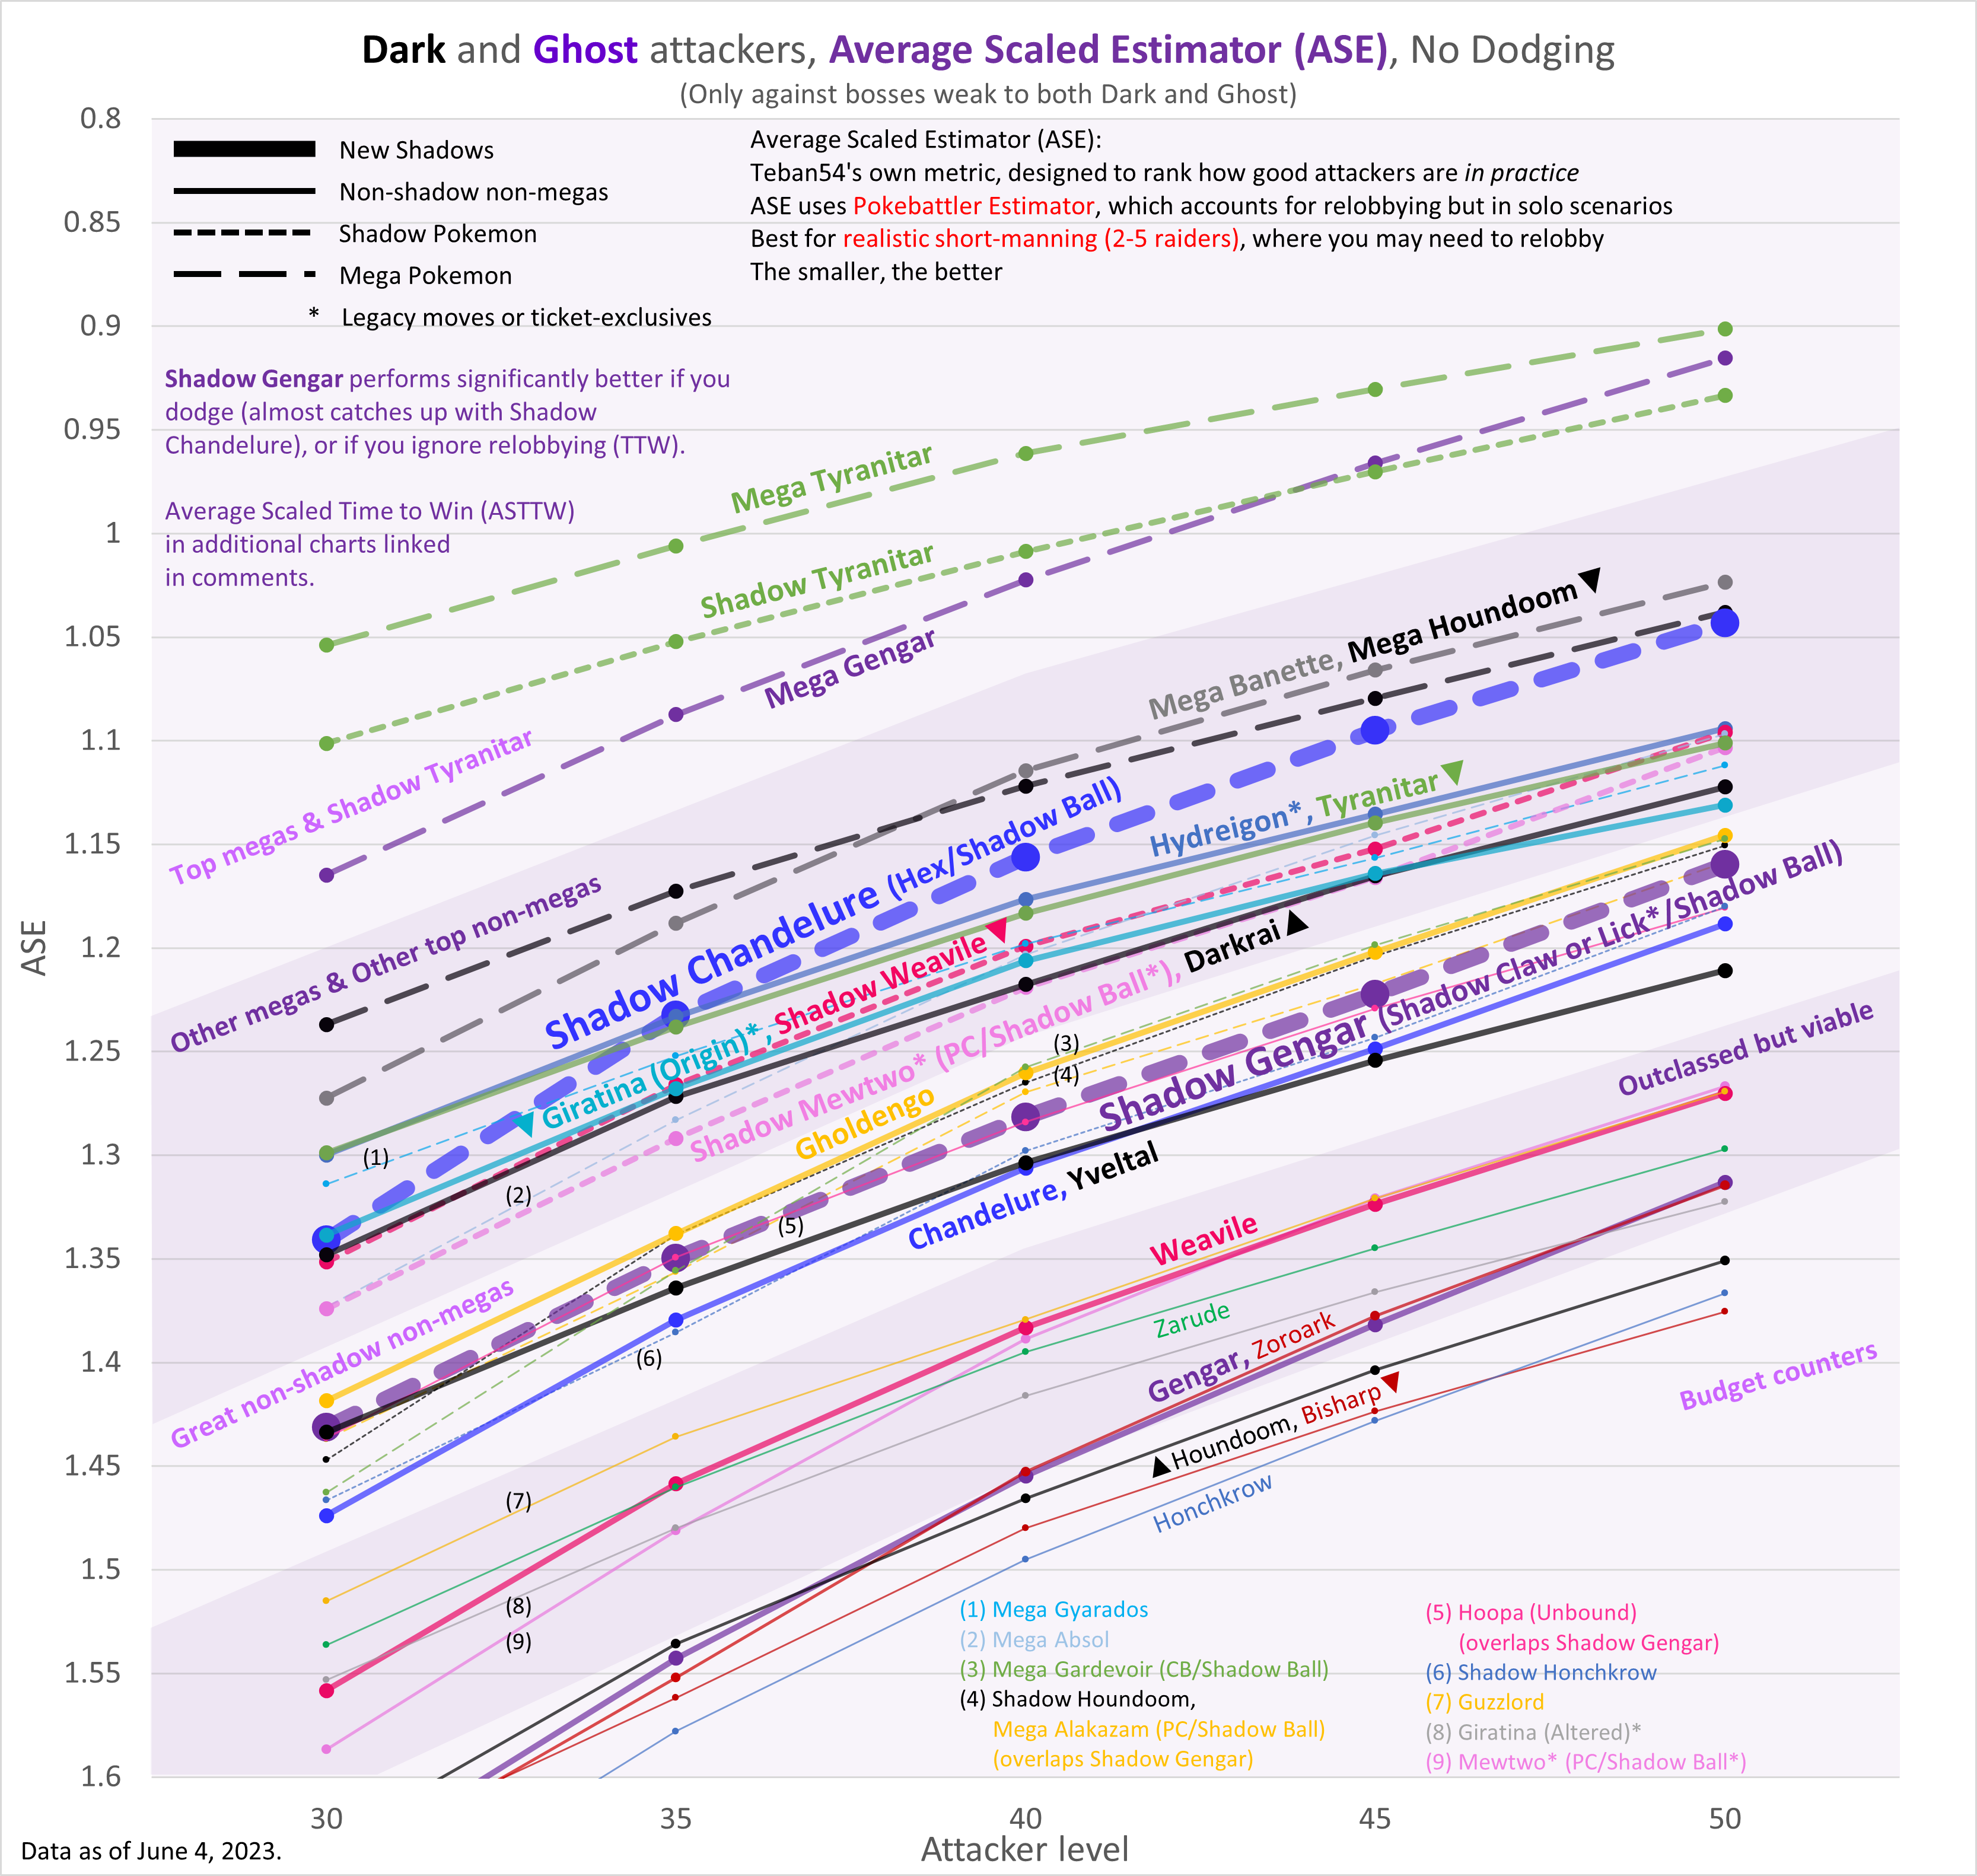 Dark and Ghost attackers, Average Scaled Estimator (ASE), No Dodging
(Only against bosses weak to both Dark and Ghost)
New Shadows
Non-shadow non-megas
Shadow Pokemon
Mega Pokemon
* Legacy moves or ticket-exclusives
Average Scaled Estimator (ASE):
Teban54's own metric, designed to rank how good attackers are in practice
ASE uses Pokebattler Estimator, which accounts for relobbying but in solo scenarios
Best for realistic short-manning (2-5 raiders), where you may need to relobby
The smaller, the better
Shadow Gengar performs significantly better if you
dodge (almost catches up with Shadow
Chandelure), or if you ignore relobbying (TTW).
Average Scaled Time to Win (ASTTW)
in additional charts linked
in comments.
0.8
0.85
0.9
0.95
1
1.05
1.1
1.15
1.2
1.25
1.3
1.35
1.4
1.45
1.5
1.55
1.6
ASE
Mega Tyranitar
Shadow Tyranitar
Mega Gengar
Top megas & Shadow Tyranitar
Mega Banette, Mega Houndoom
Other megas & Other top non-megas
Shadow Chandelure (Hex/Shadow Ball)
Hydreigon*, Tyranitar
Giratina (Origin)*, Shadow Weavile
Shadow Mewtwo* (PC/Shadow Ball*), Darkrai
Gholdengo
Shadow Gengar (Shadow Claw or Lick*/Shadow Ball)
Chandelure, Yveltal
Great non-shadow non-megas
Outclassed but viable
Weavile
Zarude
Gengar, Zoroark
Houndoom, Bisharp
Honchkrow
Budget counters
(1)
(2)
(3)
(4)
(5)
(6)
(7)
(8)
(9)
(1) Mega Gyarados
(2) Mega Absol
(3) Mega Gardevoir (CB/Shadow Ball)
(4) Shadow Houndoom,
Mega Alakazam (PC/Shadow Ball)
(overlaps Shadow Gengar)
(5) Hoopa (Unbound)
(overlaps Shadow Gengar)
(6) Shadow Honchkrow
(7) Guzzlord
(8) Giratina (Altered)*
(9) Mewtwo* (PC/Shadow Ball*)
30
35
40
45
50
Attacker level
Data as of June 4, 2023.